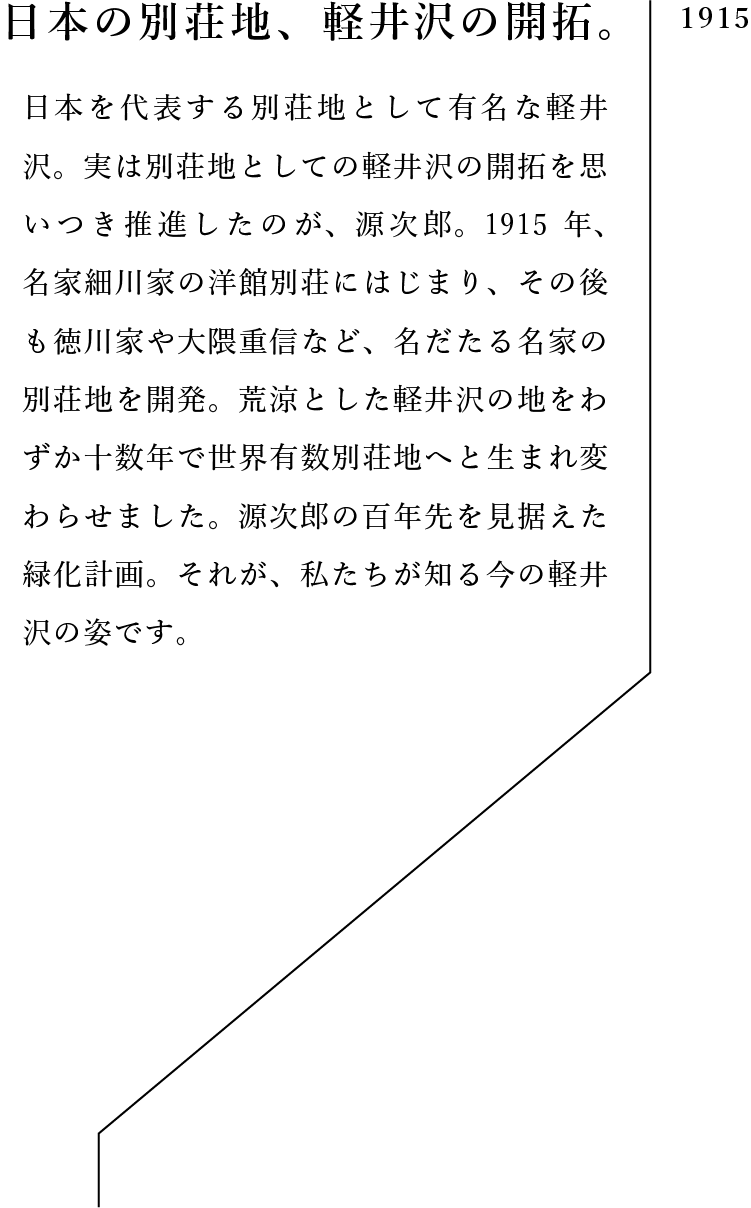 日本の別荘地、軽井沢の開拓。
1915
日本を代表する別荘地として有名な軽井
沢。実は別荘地としての軽井沢の開拓を思
いつき推進したのが、源次郎。1915 年、
名家細川家の洋館別荘にはじまり、その後
も徳川家や大隈重信など、名だたる名家の
別荘地を開発。荒涼とした軽井沢の地をわ
ずか十数年で世界有数別荘地へと生まれ変
わらせました。源次郎の百年先を見据えた
緑化計画。それが、私たちが知る今の軽井
沢の姿です。